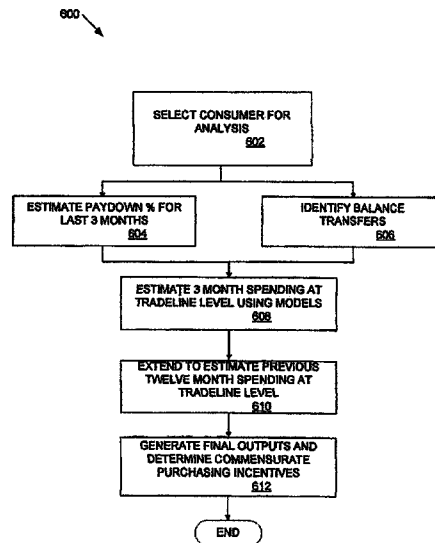 600
SELECT CONSUMER FOR
ANALYSIS
602
ESTIMATE PAYDOWN % FOR
LAST 3 MONTHS
604
IDENTIFY BALANCE
TRANSFERS
606
ESTIMATE 3 MONTH SPENDING AT
TRADELINE LEVEL USING MODELS
608
EXTEND TO ESTIMATE PREVIOUS
TWELVE MONTH SPENDING AT
TRADELINE LEVEL
610
GENERATE FINAL OUTPUTS AND
DETERMINE COMMENSURATE
PURCHASING INCENTIVES
612
END